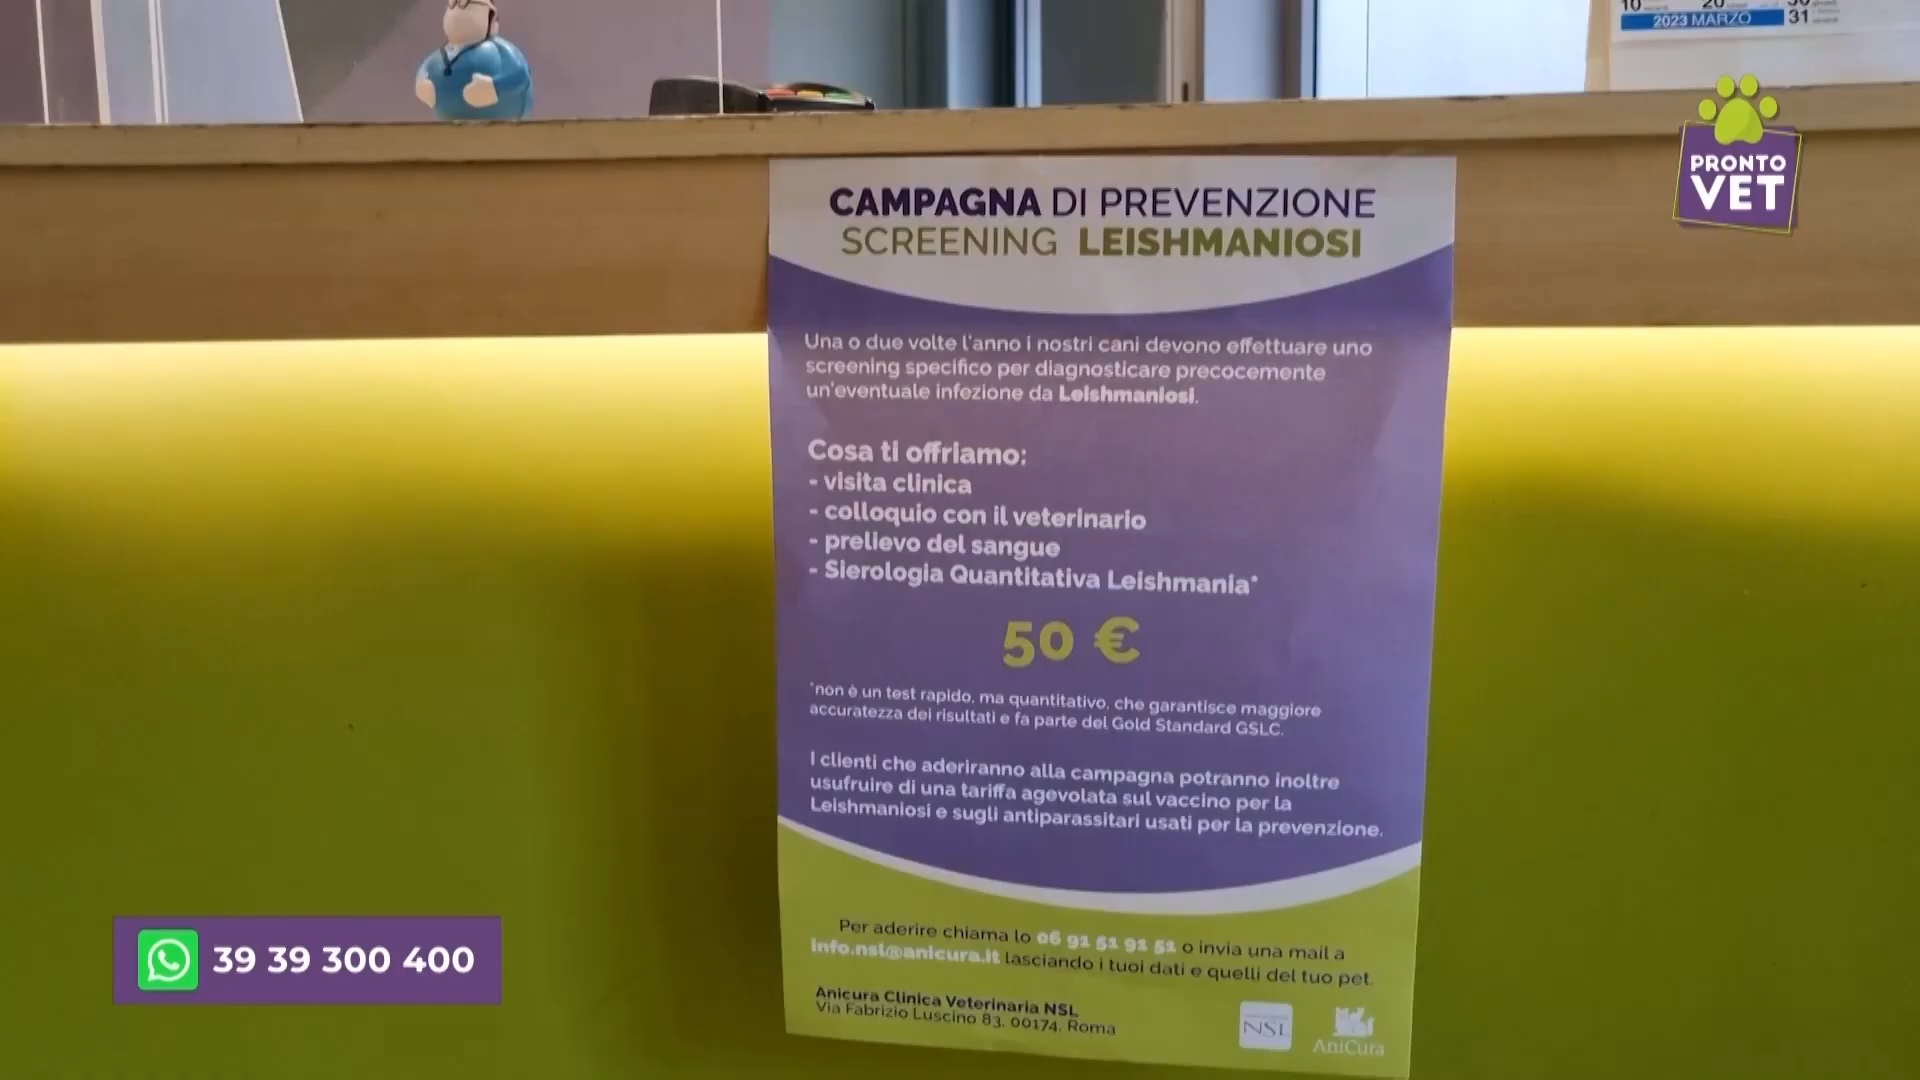 10 20 30
2023 MARZO 31
PRONTO
VET
CAMPAGNA DI PREVENZIONE
SCREENING LEISHMANIOSI
Una o due volte l'anno i nostri cani devono effettuare uno
screening specifico per diagnosticare precocemente
un'eventuale infezione da Leishmaniosi.
Cosa ti offriamo:
- visita clinica
- colloquio con il veterinario
- prelievo del sangue
- Sierologia Quantitativa Leishmania*
50 €
*non è un test rapido, ma quantitativo, che garantisce maggiore
accuratezza dei risultati e fa parte del Gold Standard GSLC.
I clienti che aderiranno alla campagna potranno inoltre
usufruire di una tariffa agevolata sul vaccino per la
Leishmaniosi e sugli antiparassitari usati per la prevenzione.
Per aderire chiama lo 06 91 51 91 51 o invia una mail a
info.nsl@anicura.it lasciando i tuoi dati e quelli del tuo pet.
Anicura Clinica Veterinaria NSL
Via Fabrizio Luscino 83, 00174, Roma
NSL
AniCura
39 39 300 400